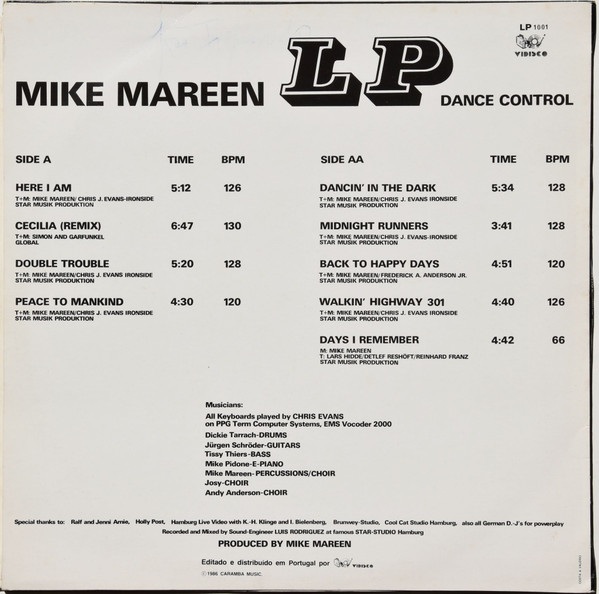 LP 1001
VIDISCO
MIKE MAREEN LP DANCE CONTROL
SIDE A TIME BPM
HERE I AM 5:12 126
T+M: MIKE MAREEN/CHRIS J. EVANS-IRONSIDE
STAR MUSIK PRODUKTION
CECILIA (REMIX) 6:47 130
T+M: SIMON AND GARFUNKEL
GLOBAL
DOUBLE TROUBLE 5:20 128
T+M: MIKE MAREEN/CHRIS J. EVANS IRONSIDE
STAR MUSIK PRODUKTION
PEACE TO MANKIND 4:30 120
T+M: MIKE MAREEN/CHRIS J. EVANS IRONSIDE
STAR MUSIK PRODUKTION
SIDE AA TIME BPM
DANCIN' IN THE DARK 5:34 128
T+M: MIKE MAREEN/CHRIS J. EVANS IRONSIDE
STAR MUSIK PRODUKTION
MIDNIGHT RUNNERS 3:41 128
T+M: MIKE MAREEN/CHRIS J. EVANS-IRONSIDE
STAR MUSIK PRODUKTION
BACK TO HAPPY DAYS 4:51 120
T+M: MIKE MAREEN/FREDERICK A. ANDERSON JR.
STAR MUSIK PRODUKTION
WALKIN' HIGHWAY 301 4:40 126
T+M: MIKE MAREEN/CHRIS J. EVANS IRONSIDE
STAR MUSIK PRODUKTION
DAYS I REMEMBER 4:42 66
M: MIKE MAREEN
T: LARS HIDDE/DETLEF RESHÖFT/REINHARD FRANZ
STAR MUSIK PRODUKTION
Musicians:
All Keyboards played by CHRIS EVANS
on PPG Term Computer Systems, EMS Vocoder 2000
Dickie Tarrach-DRUMS
Jürgen Schröder-GUITARS
Tissy Thiers-BASS
Mike Pidone-E-PIANO
Mike Mareen-PERCUSSIONS/CHOIR
Josy-CHOIR
Andy Anderson-CHOIR
Special thanks to: Ralf and Jenni Arnie, Holly Post, Hamburg Live Video with K.-H. Klinge and I. Bielenberg, Brunwey-Studio, Cool Cat Studio Hamburg, also all German D.-J's for powerplay
Recorded and Mixed by Sound-Engineer LUIS RODRIGUEZ at famous STAR-STUDIO Hamburg
PRODUCED BY MIKE MAREEN
Editado e distribuido em Portugal por VIDISCO
©1986 CARAMBA MUSIC.